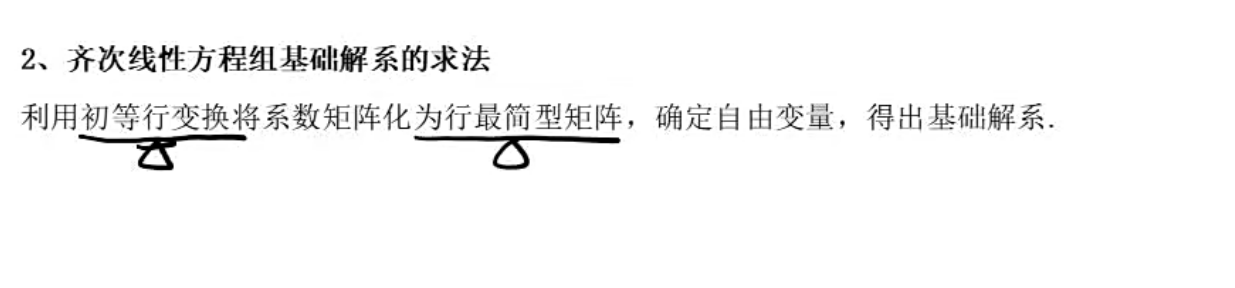 2、齐次线性方程组基础解系的求法
利用初等行变换将系数矩阵化为行最简型矩阵，确定自由变量，得出基础解系.